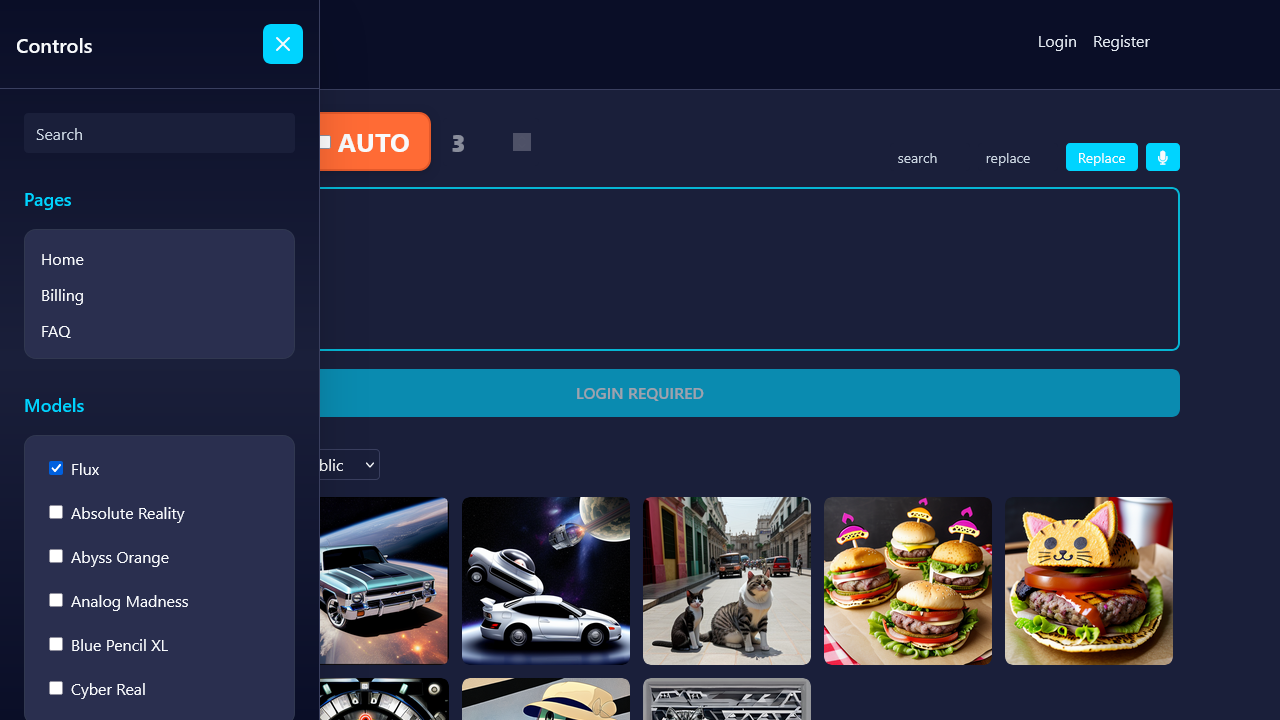 Controls
Login Register
Search
AUTO 3
search replace Replace
Pages
Home
Billing
FAQ
LOGIN REQUIRED
Models
blic
Flux
Absolute Reality
Abyss Orange
Analog Madness
Blue Pencil XL
Cyber Real